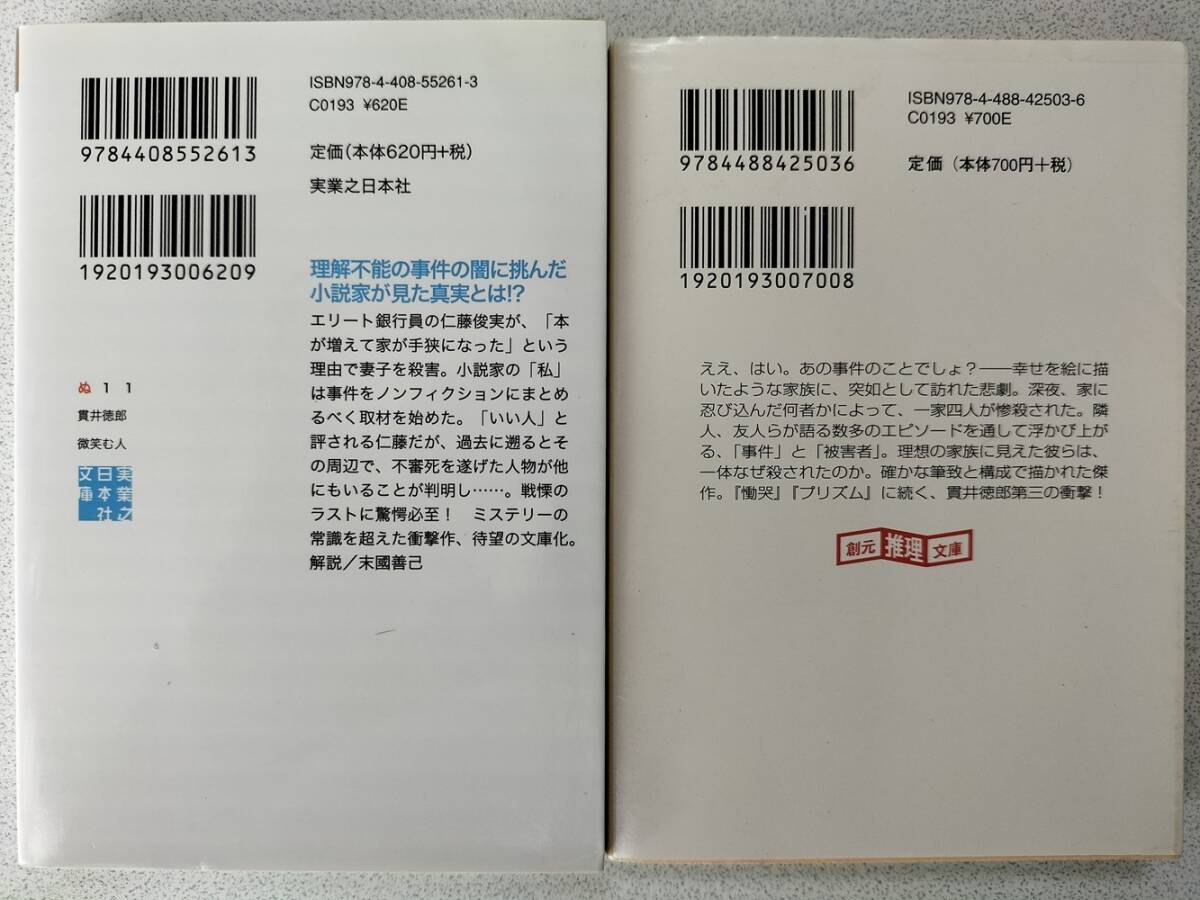 ISBN978-4-408-55261-3
C0193 ¥620E
9784408552613
定価(本体620円+税)
実業之日本社
1920193006209
理解不能の事件の闇に挑んだ
小説家が見た真実とは!?
エリート銀行員の仁藤俊実が、「本
が増えて家が手狭になった」という
理由で妻子を殺害。小説家の「私」
は事件をノンフィクションにまとめ
るべく取材を始めた。「いい人」と
評される仁藤だが、過去に遡るとそ
の周辺で、不審死を遂げた人物が他
にもいることが判明し……。戦慄の
ラストに驚愕必至! ミステリーの
常識を超えた衝撃作、待望の文庫化。
解説/末國善己
ぬ 1 1
貫井徳郎
微笑む人
実業之
日本社
文庫
ISBN978-4-488-42503-6
C0193 ¥700E
9784488425036
定価(本体700円+税)
1920193007008
ええ、はい。あの事件のことでしょ?――幸せを絵に描
いたような家族に、突如として訪れた悲劇。深夜、家に
忍び込んだ何者かによって、一家四人が惨殺された。隣
人、友人らが語る数多のエピソードを通して浮かび上が
る、「事件」と「被害者」。理想の家族に見えた彼らは、
一体なぜ殺されたのか。確かな筆致と構成で描かれた傑
作。『慟哭』『プリズム』に続く、貫井徳郎第三の衝撃!
創元推理文庫